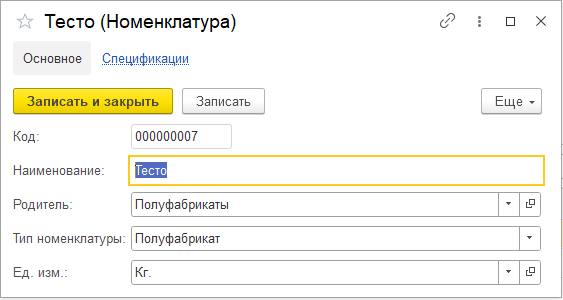 Тесто (Номенклатура)
Основное Спецификации
Записать и закрыть Записать Еще
Код: 000000007
Наименование: Тесто
Родитель: Полуфабрикаты
Тип номенклатуры: Полуфабрикат
Ед. изм.: Кг.